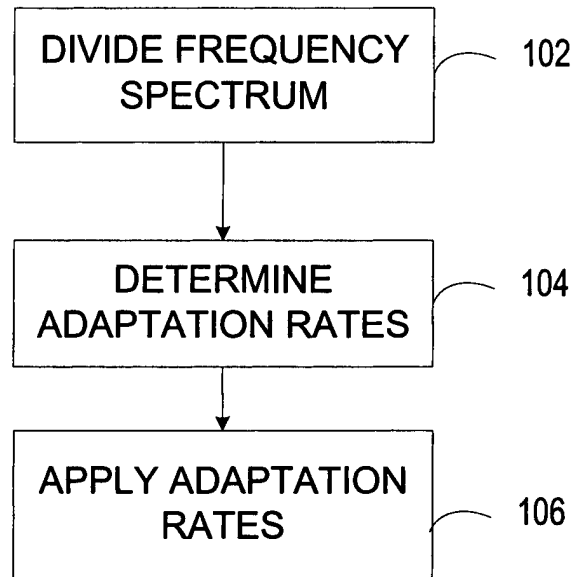 DIVIDE FREQUENCY
SPECTRUM
102
DETERMINE
ADAPTATION RATES
104
APPLY ADAPTATION
RATES
106